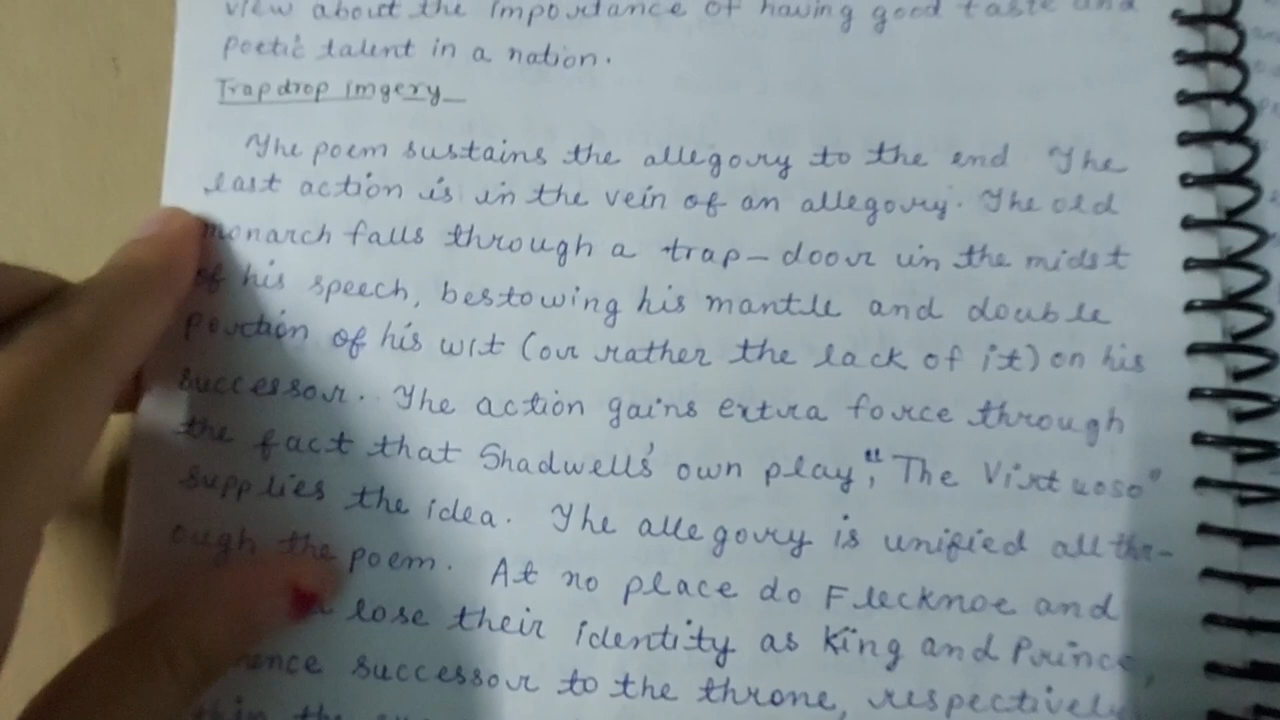 view about the importance of having good taste and
poetic talent in a nation.
Trapdrop imgery_
The poem sustains the allegory to the end The
last action is in the vein of an allegory. The old
monarch falls through a trap-door in the midst
of his speech, bestowing his mantle and double
portion of his wit (or rather the lack of it) on his
successor. The action gains extra force through
the fact that Shadwell's own play, "The Virtuoso"
supplies the idea. The allegory is unified all thr-
ough the poem. At no place do Flecknoe and
lose their identity as King and Prince,
successor to the throne, respectively